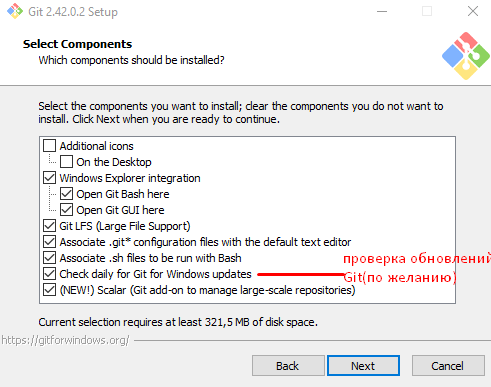 Git 2.42.0.2 Setup
Select Components
Which components should be installed?
Select the components you want to install; clear the components you do not want to
install. Click Next when you are ready to continue.
Additional icons
On the Desktop
Windows Explorer integration
Open Git Bash here
Open Git GUI here
Git LFS (Large File Support)
Associate .git* configuration files with the default text editor
Associate .sh files to be run with Bash
проверка обновлений
Check daily for Git for Windows updates
Git(по желанию)
(NEW!) Scalar (Git add-on to manage large-scale repositories)
Current selection requires at least 321,5 MB of disk space.
https://gitforwindows.org/
Back
Next
Cancel